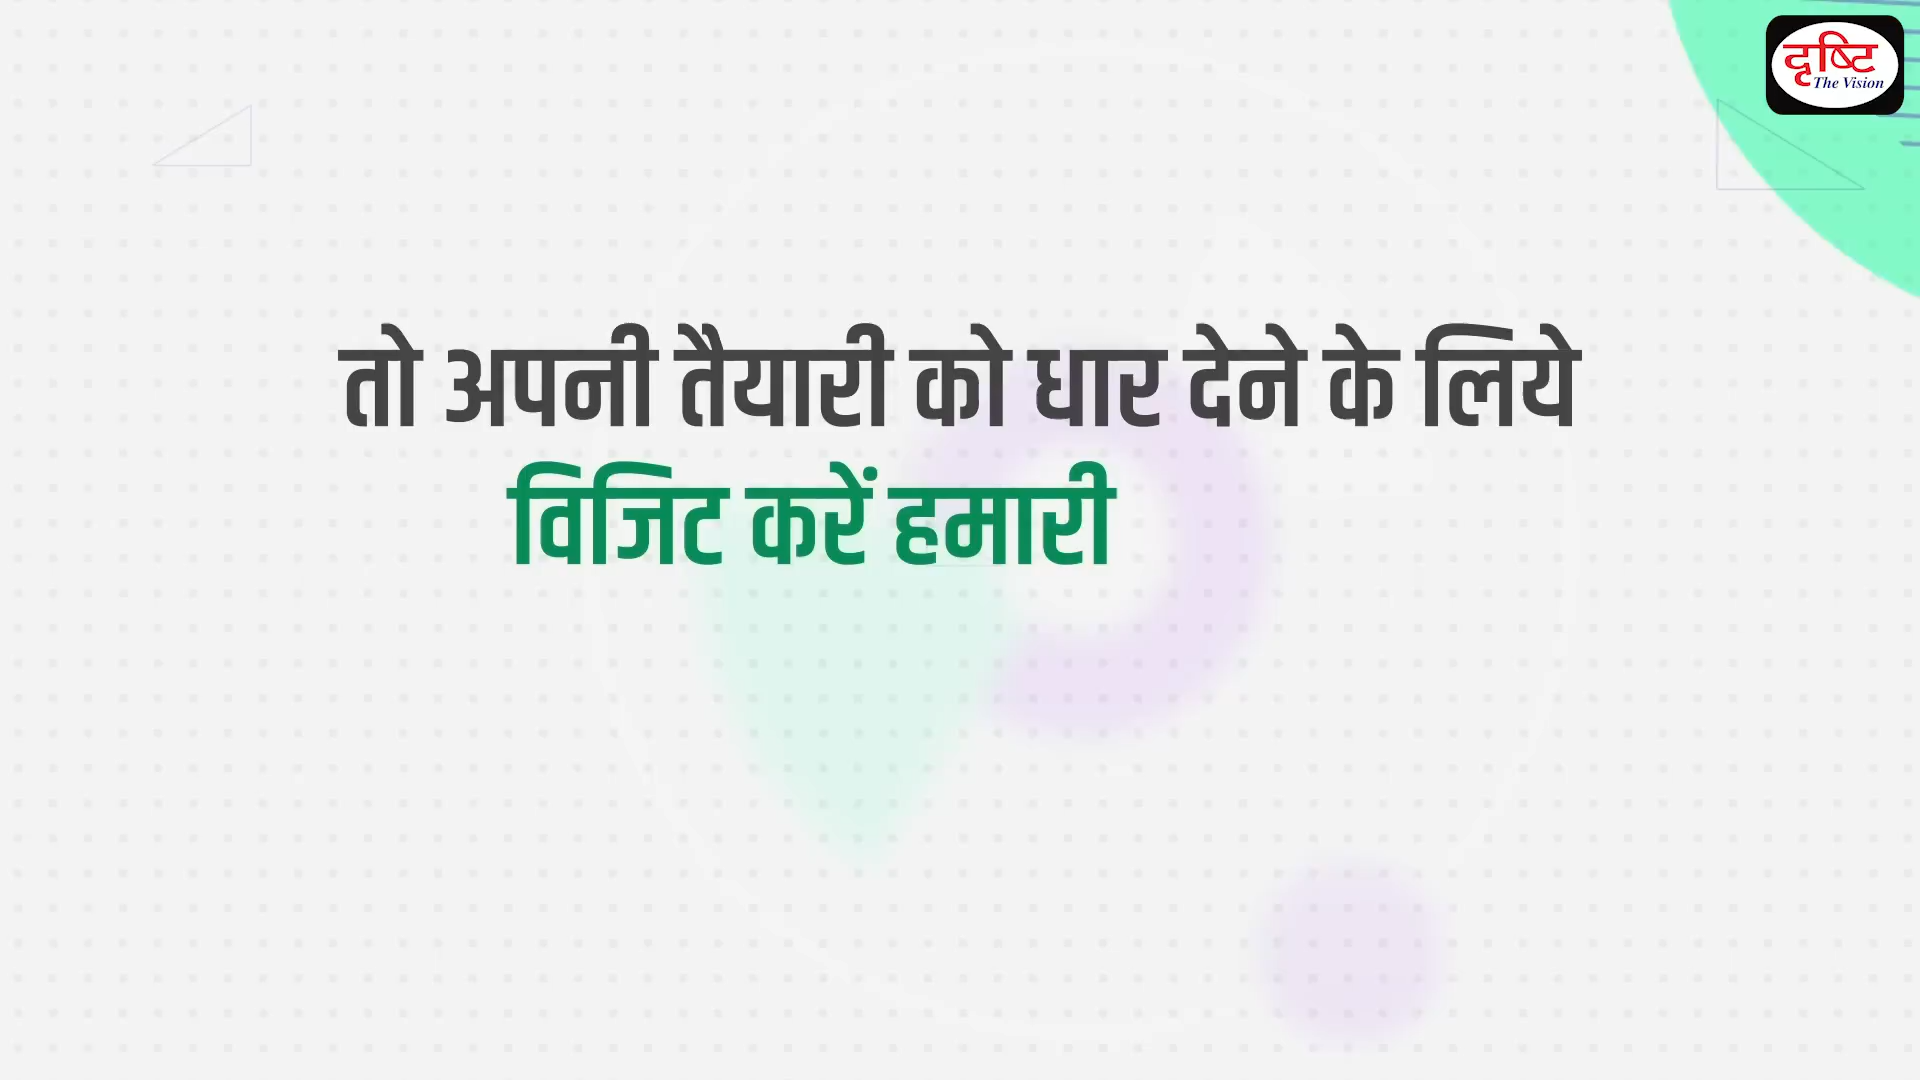 दृष्टि
The Vision
तो अपनी तैयारी को धार देने के लिये
विजिट करें हमारी